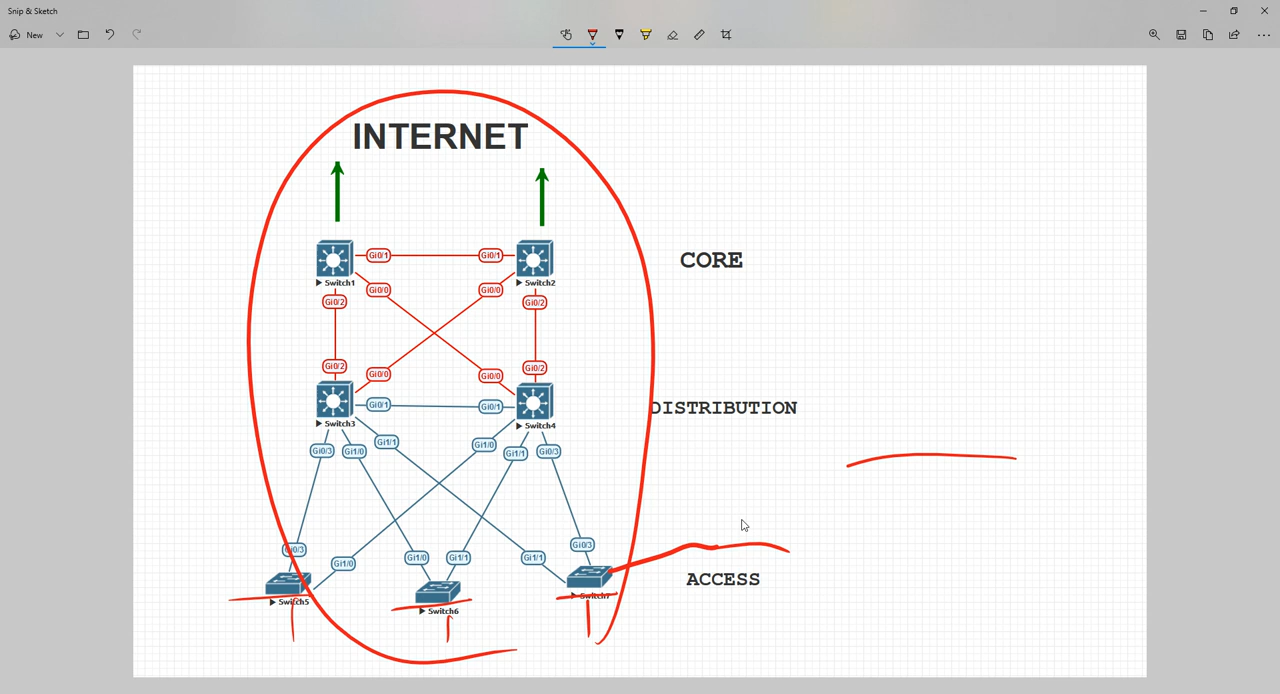 Snip & Sketch
New
INTERNET
Gi0/1 Gi0/1
CORE
Switch1 Switch2
Gi0/0 Gi0/0
Gi0/2 Gi0/2
Gi0/2 Gi0/2
Gi0/0 Gi0/0
Gi0/1 Gi0/1
DISTRIBUTION
Switch3 Switch4
Gi1/1 Gi1/0
Gi0/3 Gi1/0 Gi1/1 Gi0/3
Gi0/3 Gi0/3
Gi1/0 Gi1/0 Gi1/1 Gi1/1
ACCESS
Switch5 Switch7
Switch6